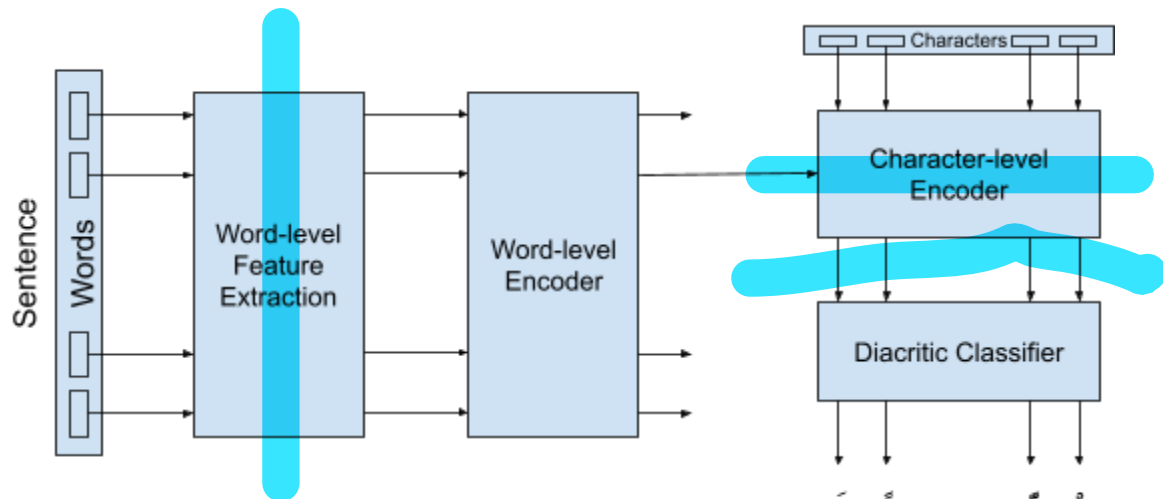 Sentence
Words
Word-level
Feature
Extraction
Word-level
Encoder
Characters
Character-level
Encoder
Diacritic Classifier